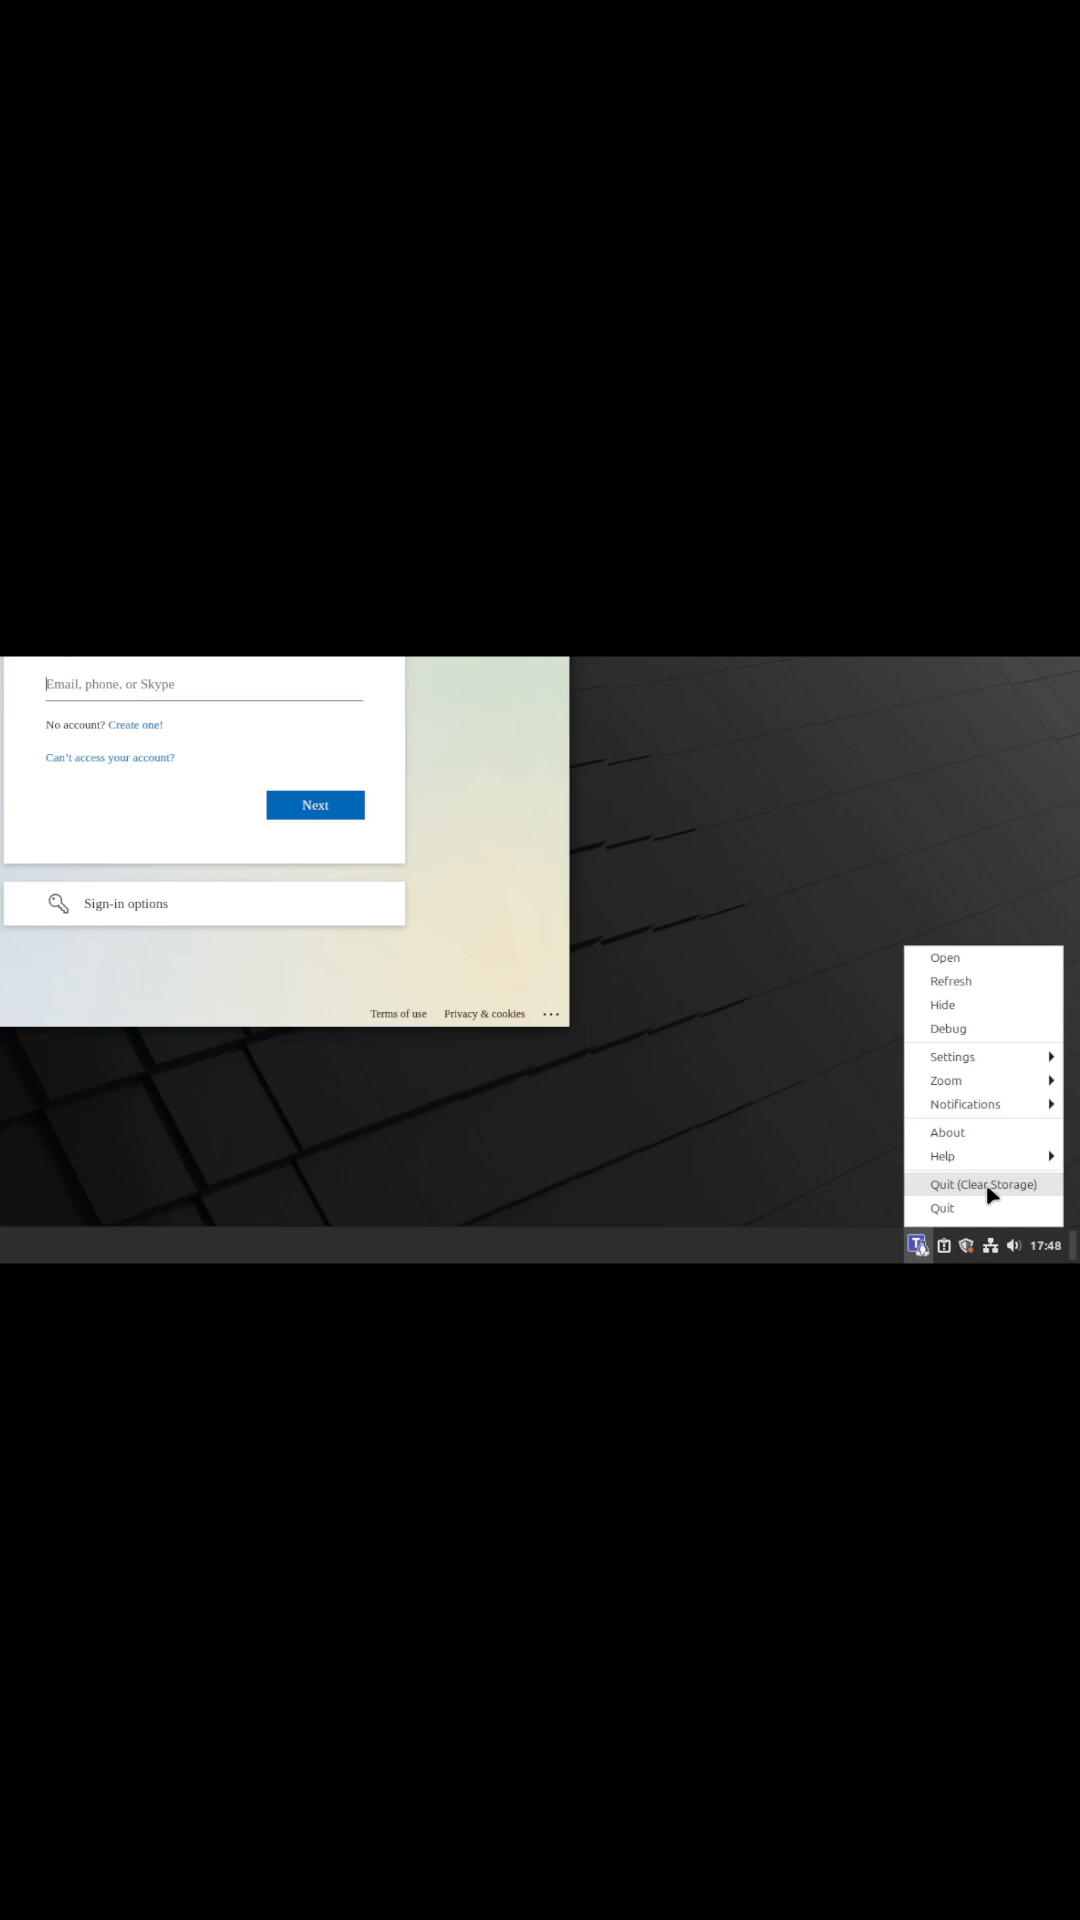 Email, phone, or Skype
No account? Create one!
Can't access your account?
Next
Sign-in options
Terms of use Privacy & cookies ...
Open
Refresh
Hide
Debug
Settings
Zoom
Notifications
About
Help
Quit (Clear Storage)
Quit
T
17:48